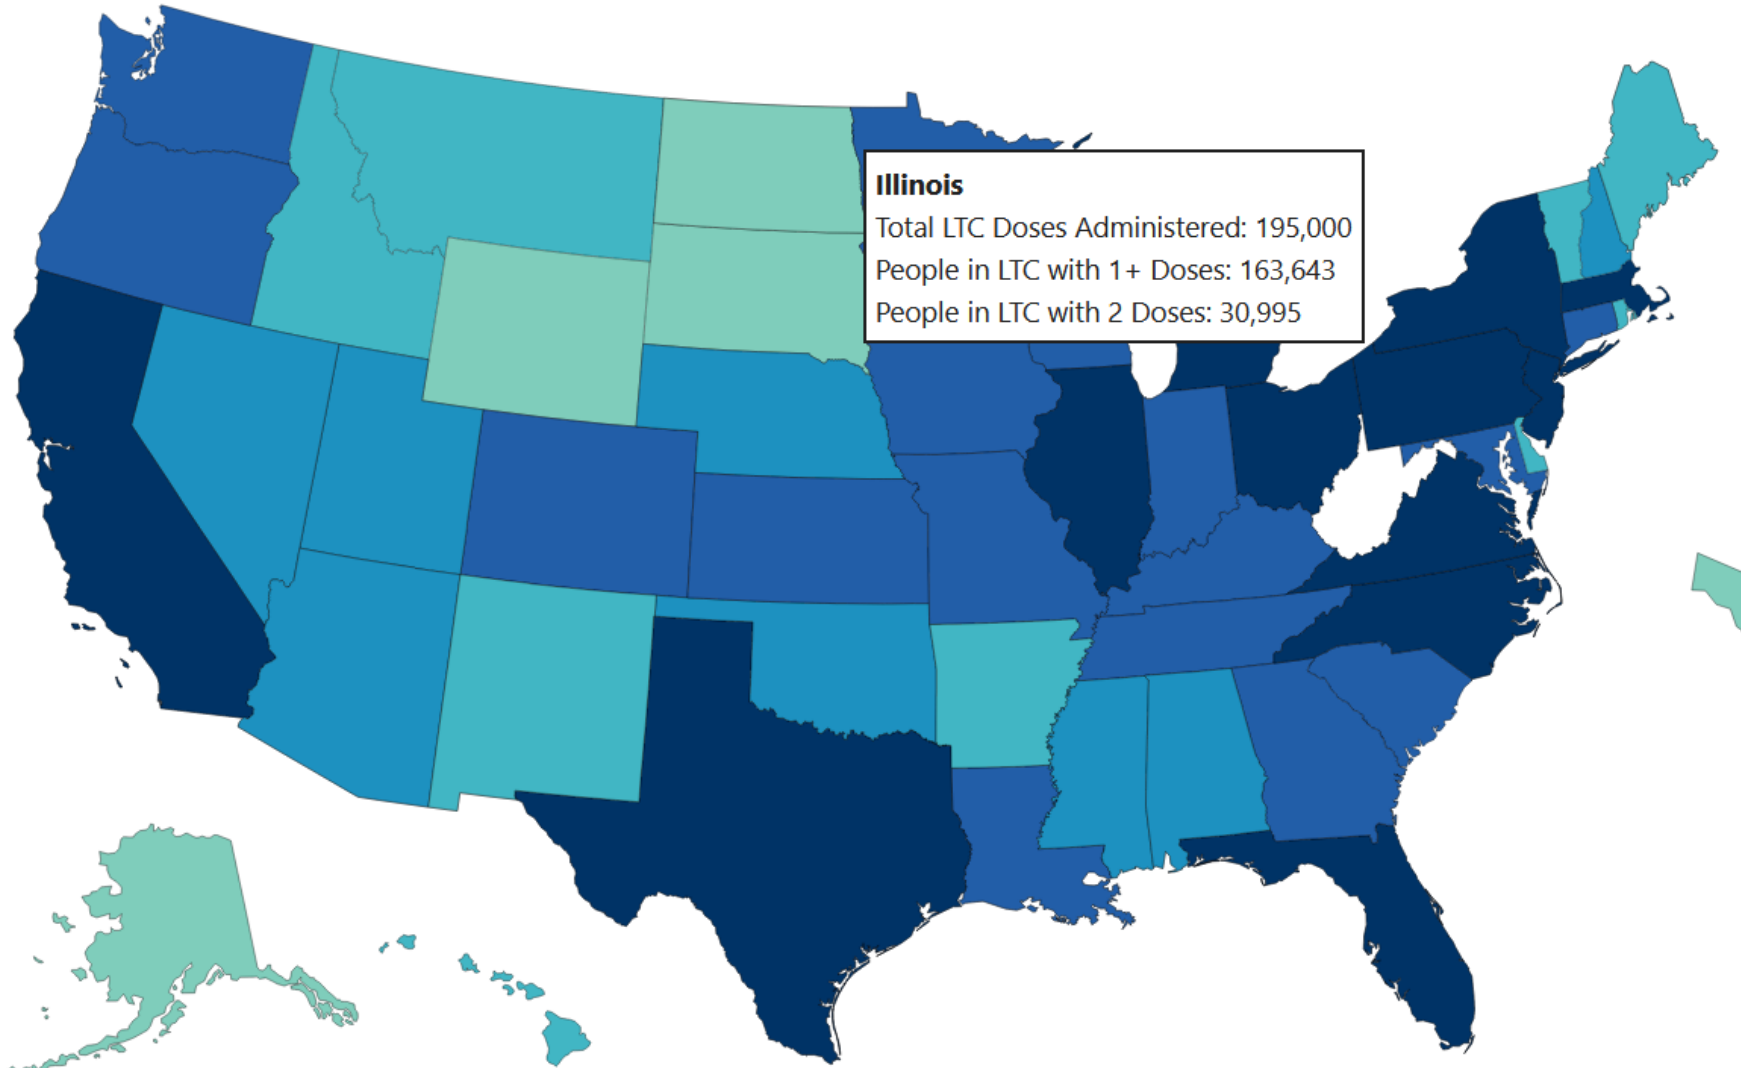 Illinois
Total LTC Doses Administered: 195,000
People in LTC with 1+ Doses: 163,643
People in LTC with 2 Doses: 30,995